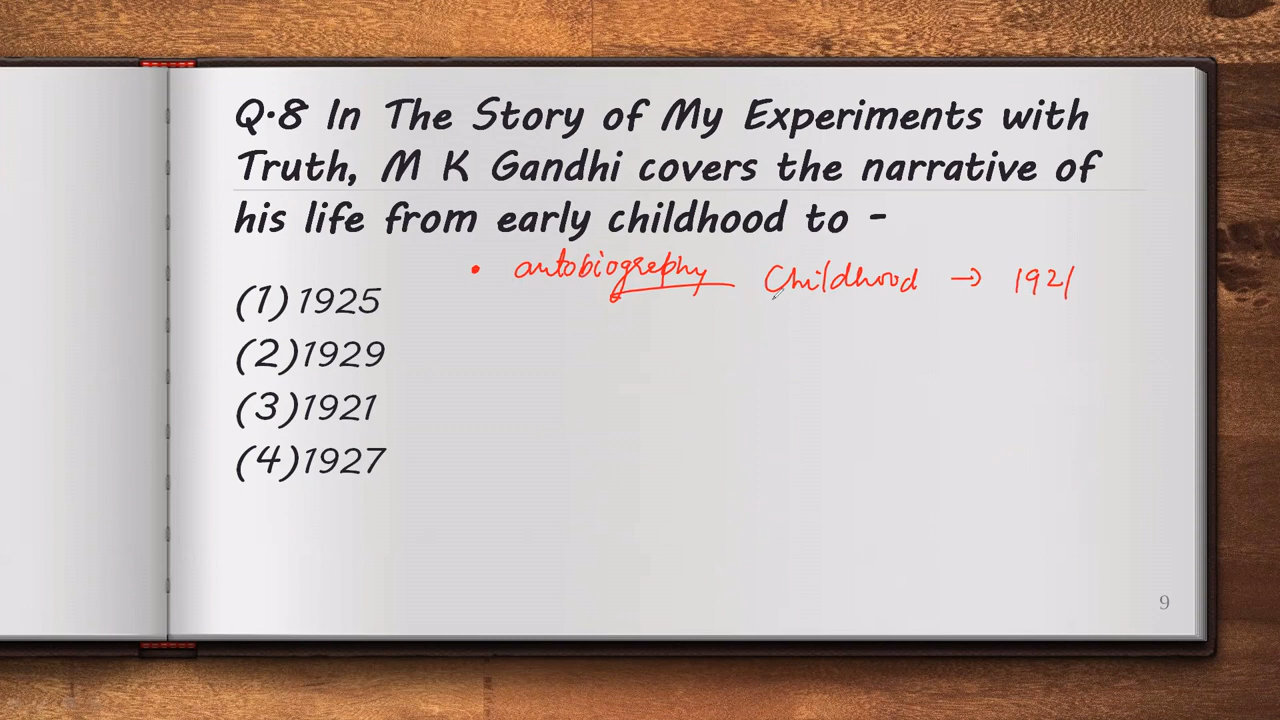 Q.8 In The Story of My Experiments with
Truth, M K Gandhi covers the narrative of
his life from early childhood to -
• autobiography Childhood → 1921
(1) 1925
(2)1929
(3)1921
(4)1927
9